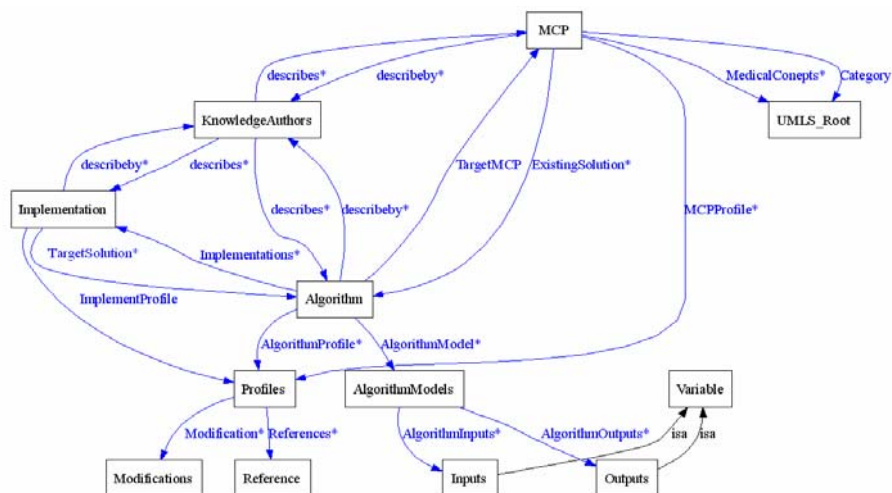 MCP
describes*
describeby*
MedicalConepts*
Category
KnowledgeAuthors
UMLS_Root
describeby*
describes*
TargetMCP
ExistingSolution*
Implementation
describes*
describeby*
MCPProfile*
TargetSolution*
Implementations*
ImplementProfile
Algorithm
AlgorithmProfile*
AlgorithmModel*
Profiles
AlgorithmModels
Variable
Modification*
References*
AlgorithmInputs*
AlgorithmOutputs*
isa
isa
Modifications
Reference
Inputs
Outputs